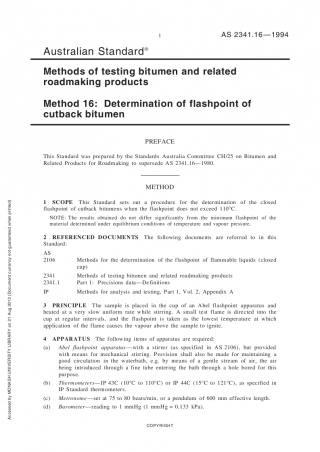 1
AS 2341.16—1994
Australian Standard®
Methods of testing bitumen and related
roadmaking products
Method 16: Determination of flashpoint of
cutback bitumen
PREFACE
This Standard was prepared by the Standards Australia Committee CH/25 on Bitumen and
Related Products for Roadmaking to supersede AS 2341.16—1980.
METHOD
1 SCOPE This Standard sets out a procedure for the determination of the closed
flashpoint of cutback bitumens when the flashpoint does not exceed 110°C.
NOTE: The results obtained do not differ significantly from the minimum flashpoint of the
material determined under equilibrium conditions of temperature and vapour pressure.
2 REFERENCED DOCUMENTS The following documents are referred to in this
Standard:
AS
2106 Methods for the determination of the flashpoint of flammable liquids (closed
cup)
2341 Methods of testing bitumen and related roadmaking products
2341.1 Part 1: Precisions data—Definitions
IP Methods for analysis and testing, Part 1, Vol. 2, Appendix A
3 PRINCIPLE The sample is placed in the cup of an Abel flashpoint apparatus and
heated at a very slow uniform rate while stirring. A small test flame is directed into the
cup at regular intervals, and the flashpoint is taken as the lowest temperature at which
application of the flame causes the vapour above the sample to ignite.
4 APPARATUS The following items of apparatus are required:
(a) Abel flashpoint apparatus—with a stirrer (as specified in AS 2106), but provided
with means for mechanical stirring. Provision shall also be made for maintaining a
good circulation in the waterbath, e.g. by means of a gentle stream of air, the air
being introduced through a fine tube entering the bath through a hole bored for this
purpose.
(b) Thermometers—IP 43C (10°C to 110°C) or IP 44C (15°C to 121°C), as specified in
IP Standard thermometers.
(c) Metronome—set at 75 to 80 beats/min, or a pendulum of 600 mm effective length.
(d) Barometer—reading to 1 mmHg (1 mmHg = 0.133 kPa).
COPYRIGHT
Accessed by MONASH UNIVERSITY LIBRARY on 21 Aug 2013 (Document currency not guaranteed when printed)